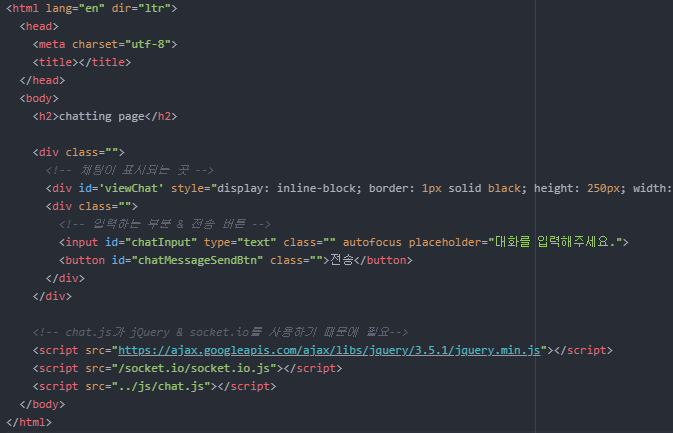 <html lang="en" dir="ltr">
<head>
<meta charset="utf-8">
<title></title>
</head>
<body>
<h2>chatting page</h2>
<div class="">
<!-- 채팅이 표시되는 곳 -->
<div id='viewChat' style="display: inline-block; border: 1px solid black; height: 250px; width:
<div class="">
<!-- 입력하는 부분 & 전송 버튼 -->
<input id="chatInput" type="text" class="" autofocus placeholder="대화를 입력해주세요.">
<button id="chatMessageSendBtn" class="">전송</button>
</div>
</div>
<!-- chat.js가 jQuery & socket.io를 사용하기 때문에 필요-->
<script src="https://ajax.googleapis.com/ajax/libs/jquery/3.5.1/jquery.min.js"></script>
<script src="/socket.io/socket.io.js"></script>
<script src="../js/chat.js"></script>
</body>
</html>